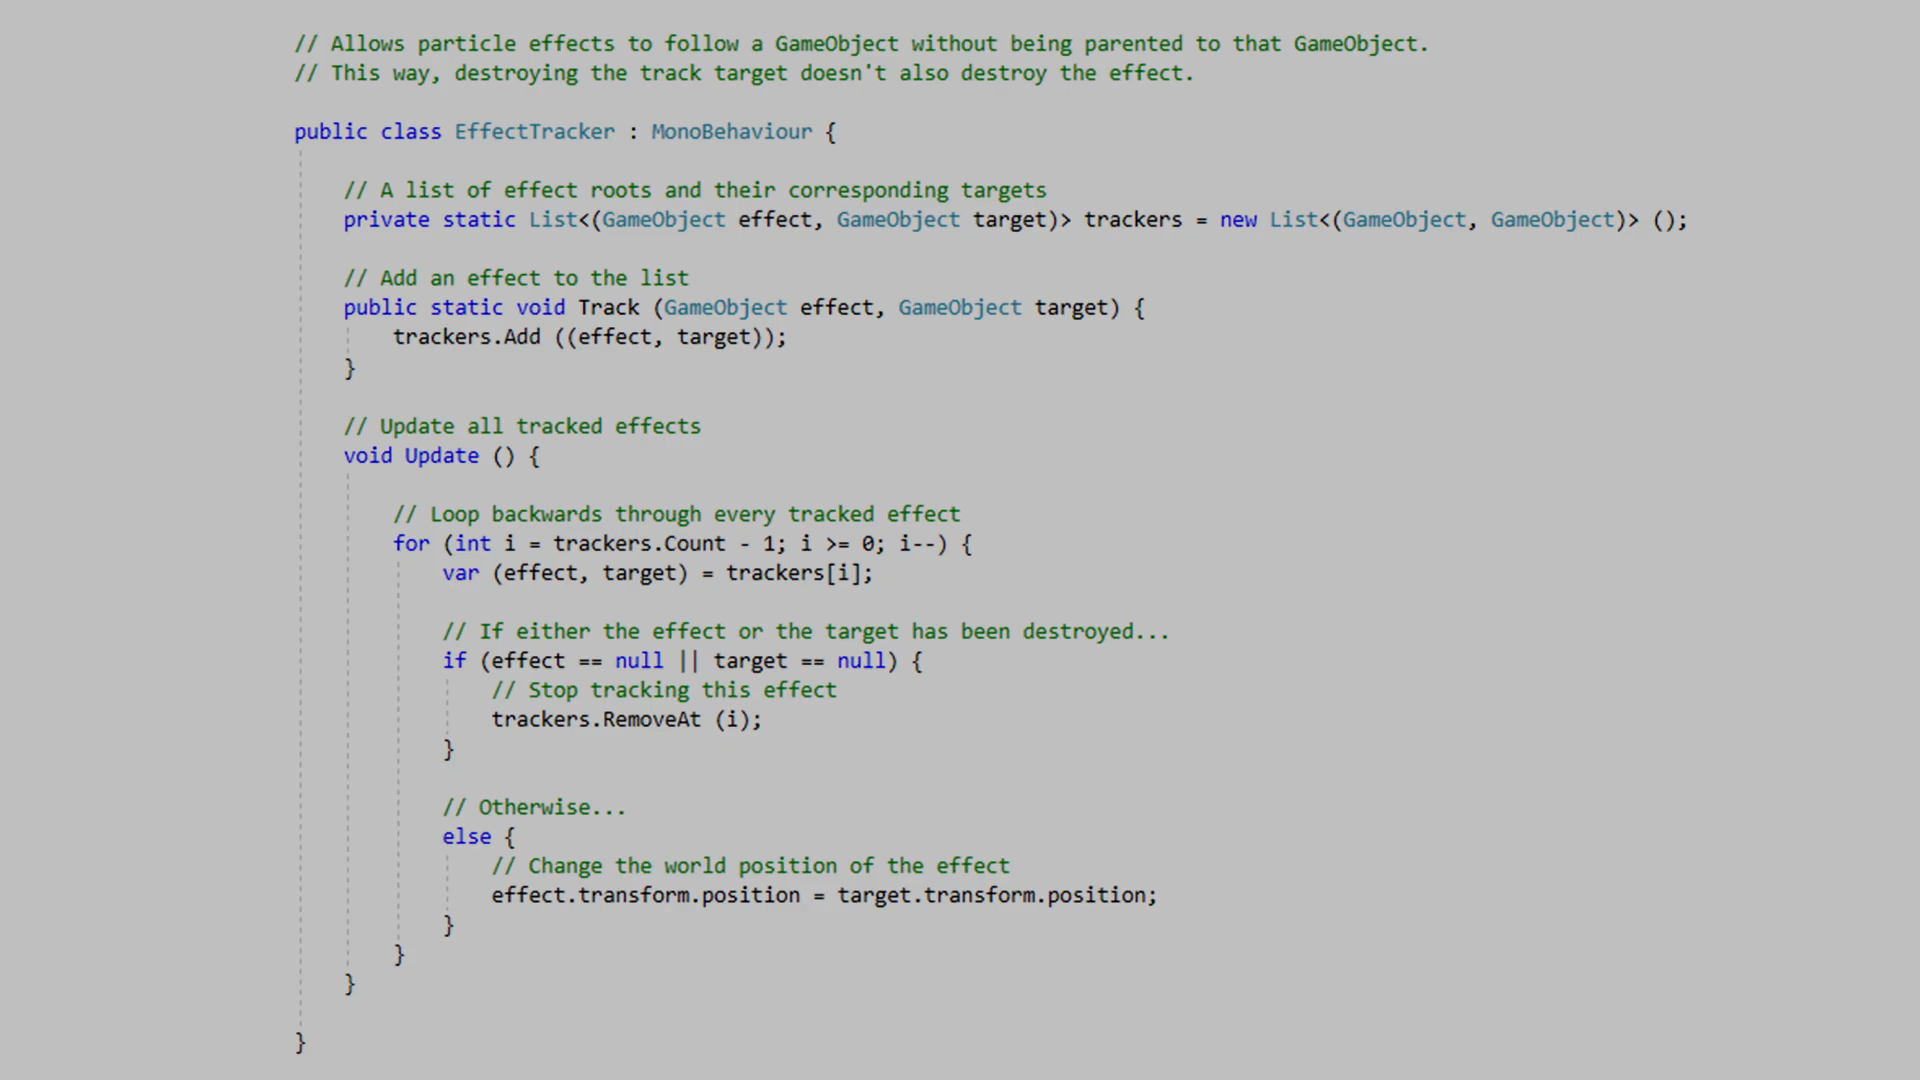 // Allows particle effects to follow a GameObject without being parented to that GameObject.
// This way, destroying the track target doesn't also destroy the effect.
public class EffectTracker : MonoBehaviour {
// A list of effect roots and their corresponding targets
private static List<(GameObject effect, GameObject target)> trackers = new List<(GameObject, GameObject)> ();
// Add an effect to the list
public static void Track (GameObject effect, GameObject target) {
trackers.Add ((effect, target));
}
// Update all tracked effects
void Update () {
// Loop backwards through every tracked effect
for (int i = trackers.Count - 1; i >= 0; i--) {
var (effect, target) = trackers[i];
// If either the effect or the target has been destroyed...
if (effect == null || target == null) {
// Stop tracking this effect
trackers.RemoveAt (i);
}
// Otherwise...
else {
// Change the world position of the effect
effect.transform.position = target.transform.position;
}
}
}
}